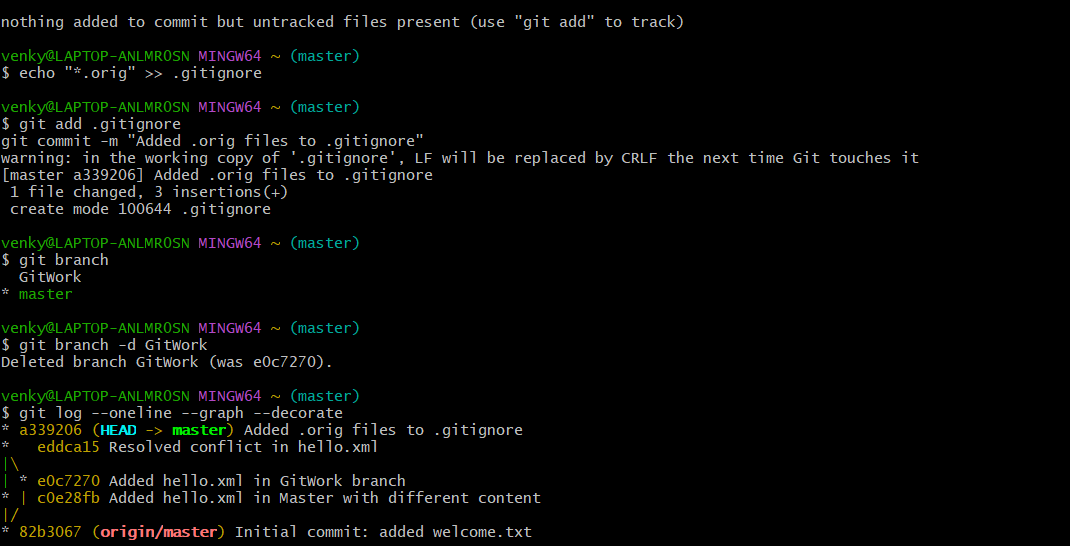 nothing added to commit but untracked files present (use "git add" to track)
venky@LAPTOP-ANLMR0SN MINGW64 ~ (master)
$ echo "*.orig" >> .gitignore
venky@LAPTOP-ANLMR0SN MINGW64 ~ (master)
$ git add .gitignore
git commit -m "Added .orig files to .gitignore"
warning: in the working copy of '.gitignore', LF will be replaced by CRLF the next time Git touches it
[master a339206] Added .orig files to .gitignore
 1 file changed, 3 insertions(+)
 create mode 100644 .gitignore
venky@LAPTOP-ANLMR0SN MINGW64 ~ (master)
$ git branch
  GitWork
* master
venky@LAPTOP-ANLMR0SN MINGW64 ~ (master)
$ git branch -d GitWork
Deleted branch GitWork (was e0c7270).
venky@LAPTOP-ANLMR0SN MINGW64 ~ (master)
$ git log --oneline --graph --decorate
* a339206 (HEAD -> master) Added .orig files to .gitignore
*   eddca15 Resolved conflict in hello.xml
|\
| * e0c7270 Added hello.xml in GitWork branch
* | c0e28fb Added hello.xml in Master with different content
|/
* 82b3067 (origin/master) Initial commit: added welcome.txt